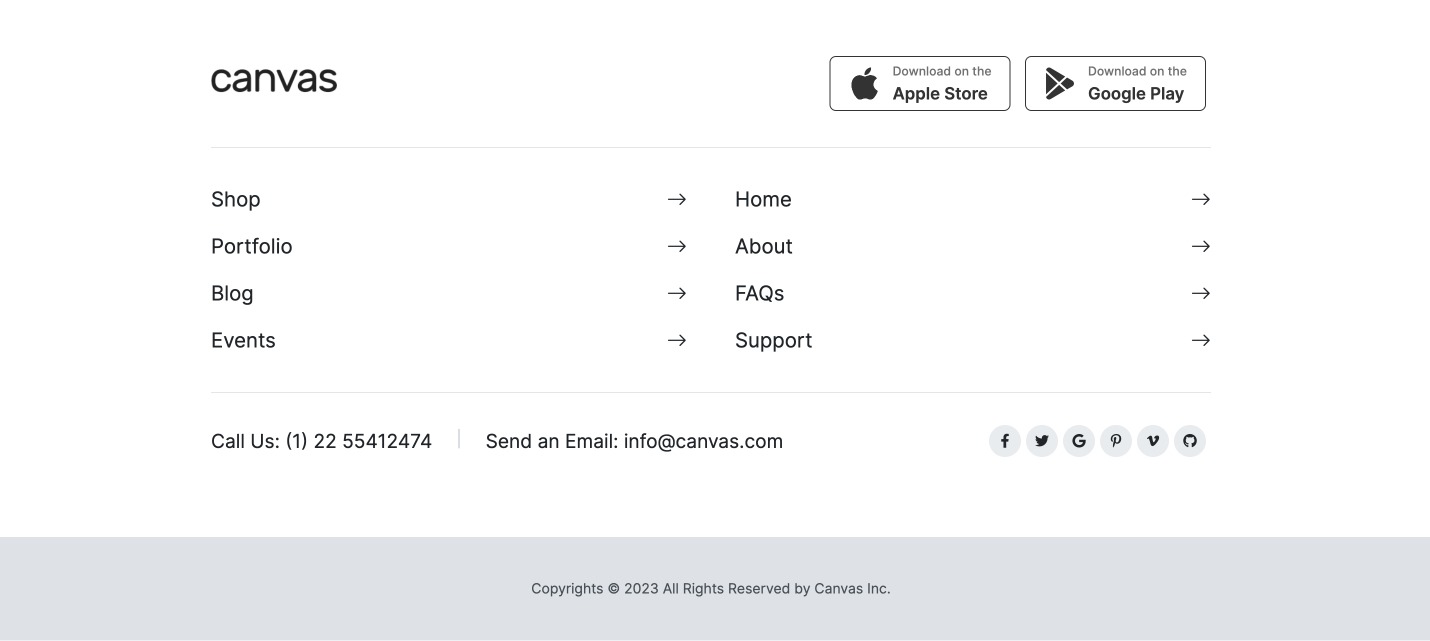 canvas
Download on the
Apple Store
Download on the
Google Play
Shop
Home
Portfolio
About
Blog
FAQs
Events
Support
Call Us: (1) 22 55412474
Send an Email: info@canvas.com
Copyrights © 2023 All Rights Reserved by Canvas Inc.